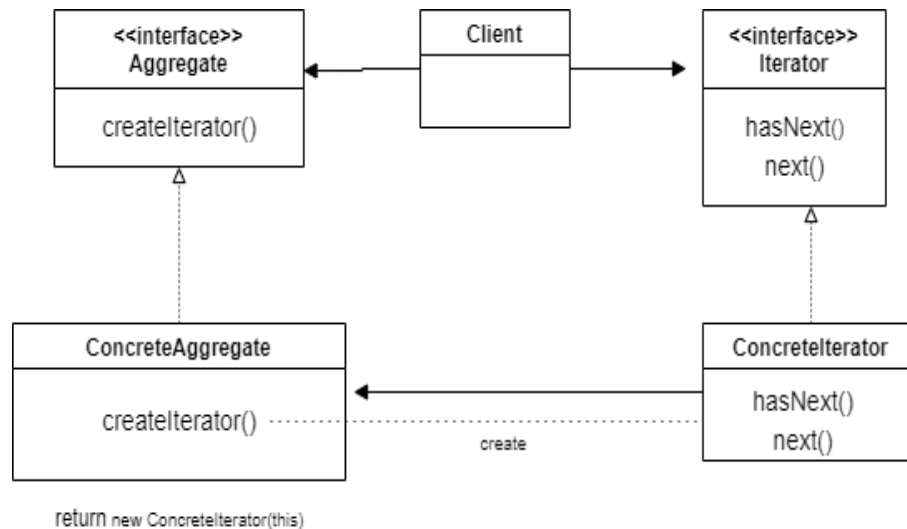 <<interface>>
Aggregate
createIterator()
Client
<<interface>>
Iterator
hasNext()
next()
ConcreteAggregate
createIterator()
create
ConcreteIterator
hasNext()
next()
return new ConcreteIterator(this)